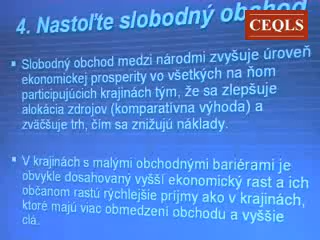 4. Nastoľte slobodný obchod
CEQLS
Slobodný obchod medzi národmi zvyšuje úroveň
ekonomickej prosperity vo všetkých na ňom
participujúcich krajinách tým, že sa zlepšuje
alokácia zdrojov (komparatívna výhoda) a
zväčšuje trh, čím sa znižujú náklady.
V krajinách s malými obchodnými bariérami je
obvykle dosahovaný vyšší ekonomický rast a ich
občanom rastú rýchlejšie príjmy ako v krajinách,
ktoré majú viac obmedzení obchodu a vyššie
clá.